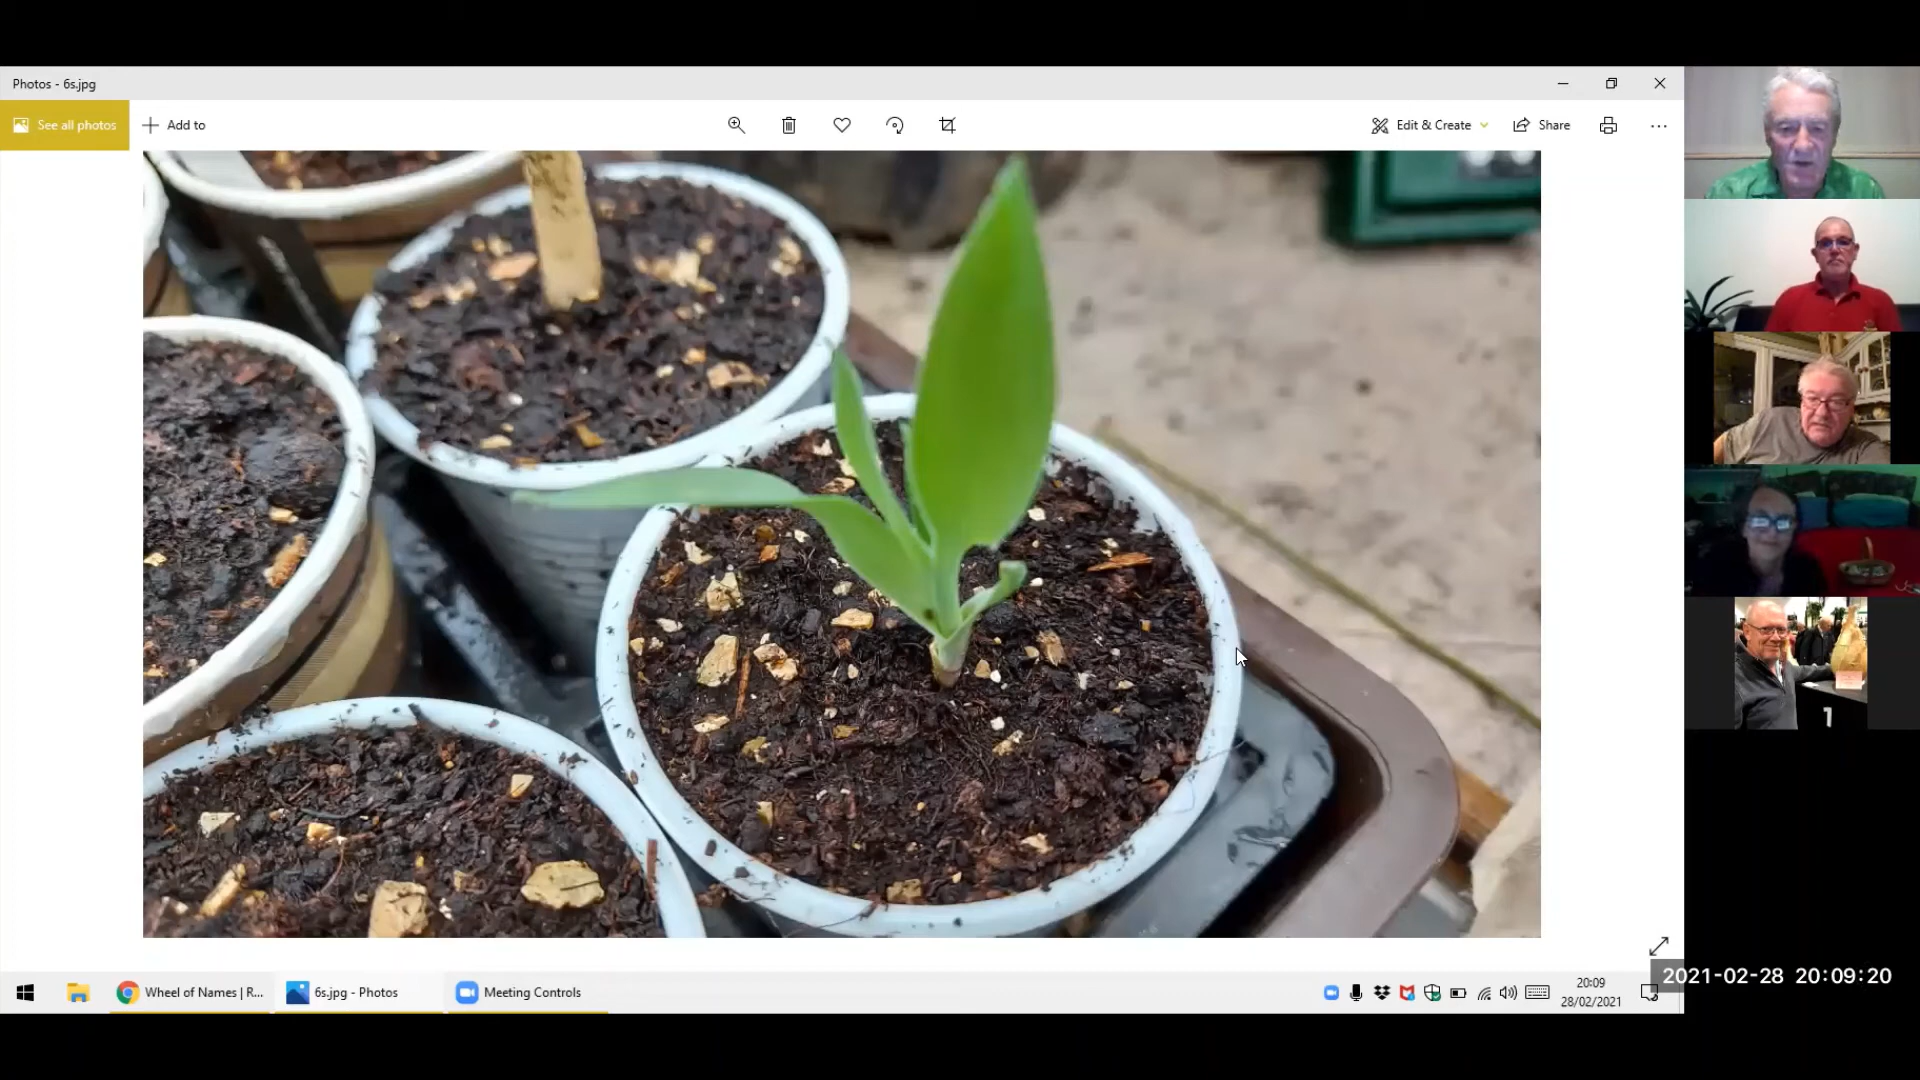 Photos - 6s.jpg
See all photos
Add to
Edit & Create
Share
1
Wheel of Names | R...
6s.jpg - Photos
Meeting Controls
20:09
28/02/2021
2021-02-28 20:09:20